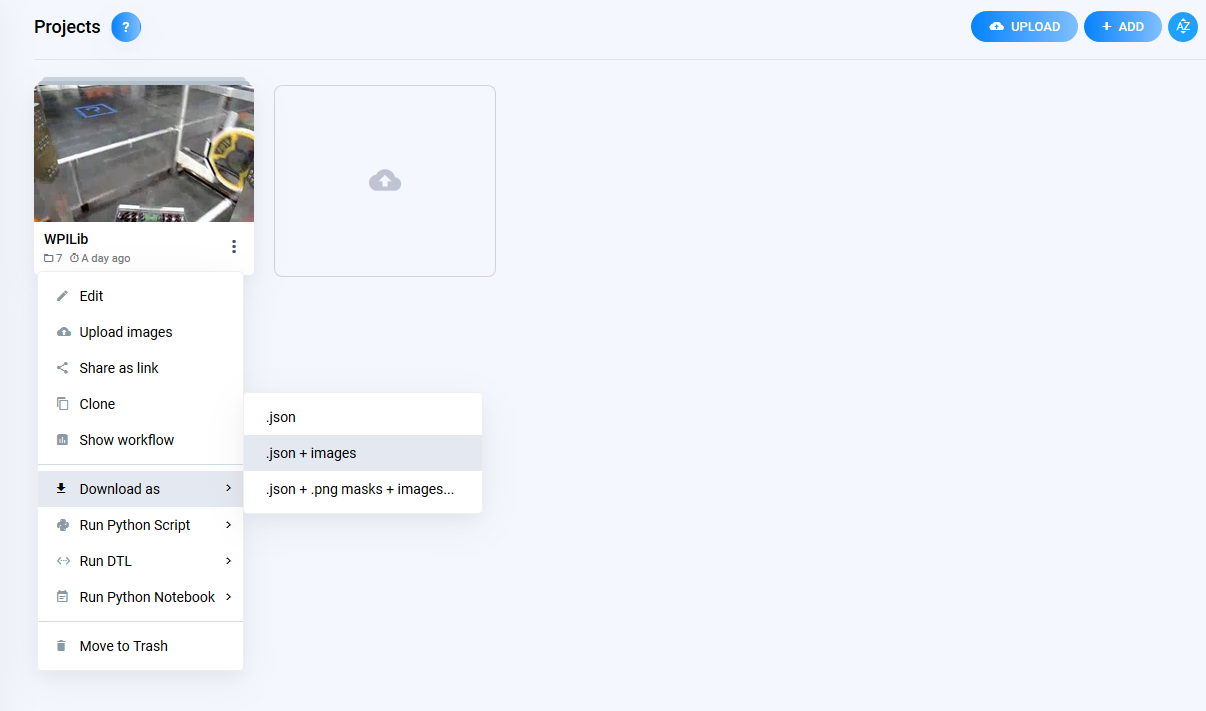 Projects ?
UPLOAD
+ ADD
AZ
WPILib
7 A day ago
Edit
Upload images
Share as link
Clone
Show workflow
Download as
.json
.json + images
.json + .png masks + images...
Run Python Script
Run DTL
Run Python Notebook
Move to Trash